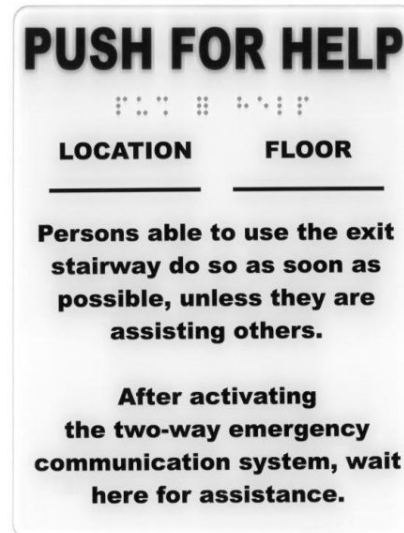 PUSH FOR HELP
⠏⠥⠩ ⠿ ⠓⠑⠇⠏
LOCATION FLOOR
Persons able to use the exit
stairway do so as soon as
possible, unless they are
assisting others.
After activating
the two-way emergency
communication system, wait
here for assistance.